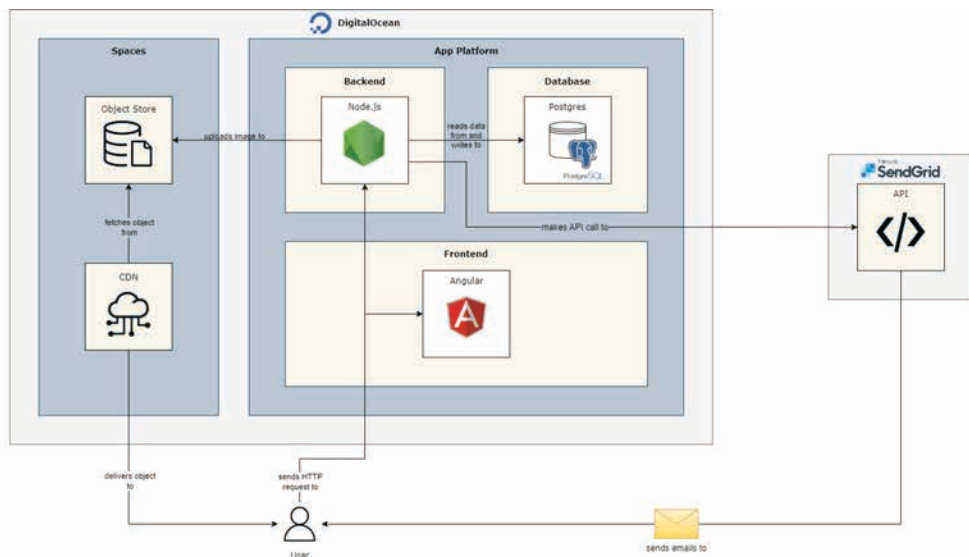 DigitalOcean
Spaces
App Platform
Backend
Database
Object Store
Node.js
Postgres
uploads image to
reads data
from and
writes to
PostgreSQL
TWILIO
SendGrid
API
fetches object
from
makes API call to
Frontend
CDN
Angular
A
delivers object
to
sends HTTP
request to
User
sends emails to